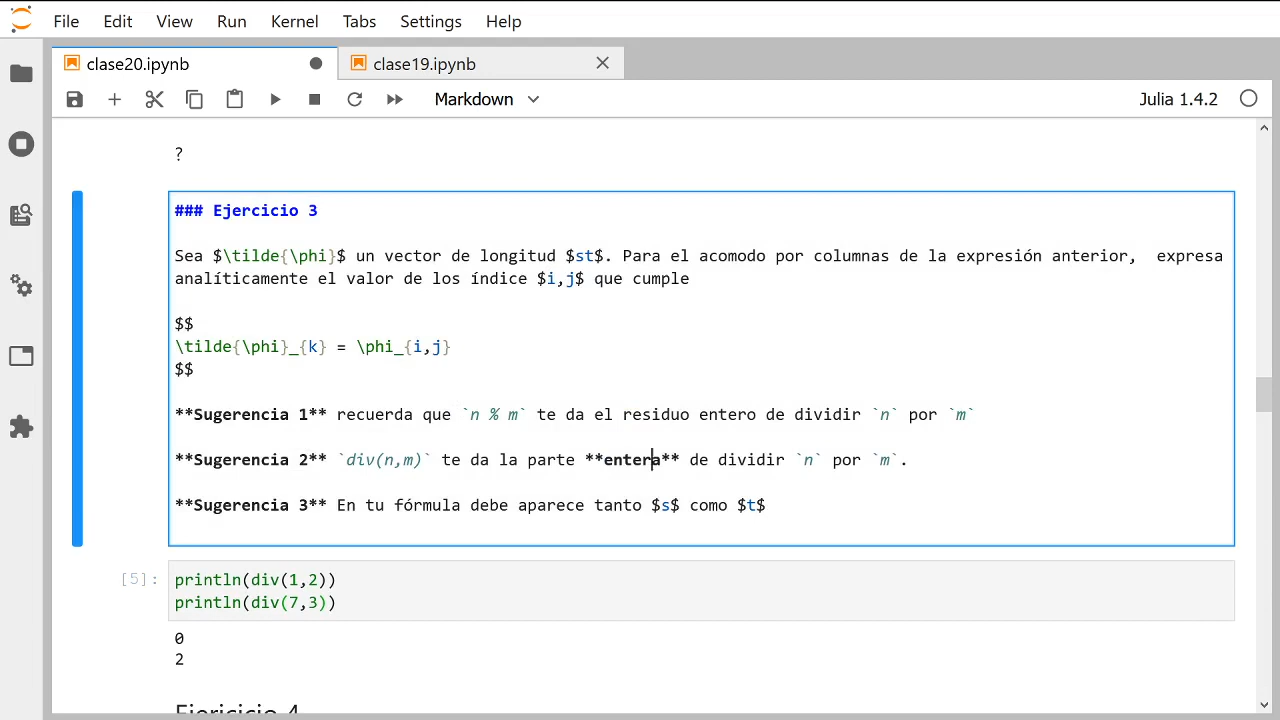 File Edit View Run Kernel Tabs Settings Help
clase20.ipynb clase19.ipynb
Markdown Julia 1.4.2
?
### Ejercicio 3
Sea $\tilde{\phi}$ un vector de longitud $st$. Para el acomodo por columnas de la expresión anterior,  expresa
analíticamente el valor de los índice $i,j$ que cumple
$$
\tilde{\phi}_{k} = \phi_{i,j}
$$
**Sugerencia 1** recuerda que `n % m` te da el residuo entero de dividir `n` por `m`
**Sugerencia 2** `div(n,m)` te da la parte **entera** de dividir `n` por `m`.
**Sugerencia 3** En tu fórmula debe aparece tanto $s$ como $t$
[5]: println(div(1,2))
println(div(7,3))
0
2
Ejericicio 4